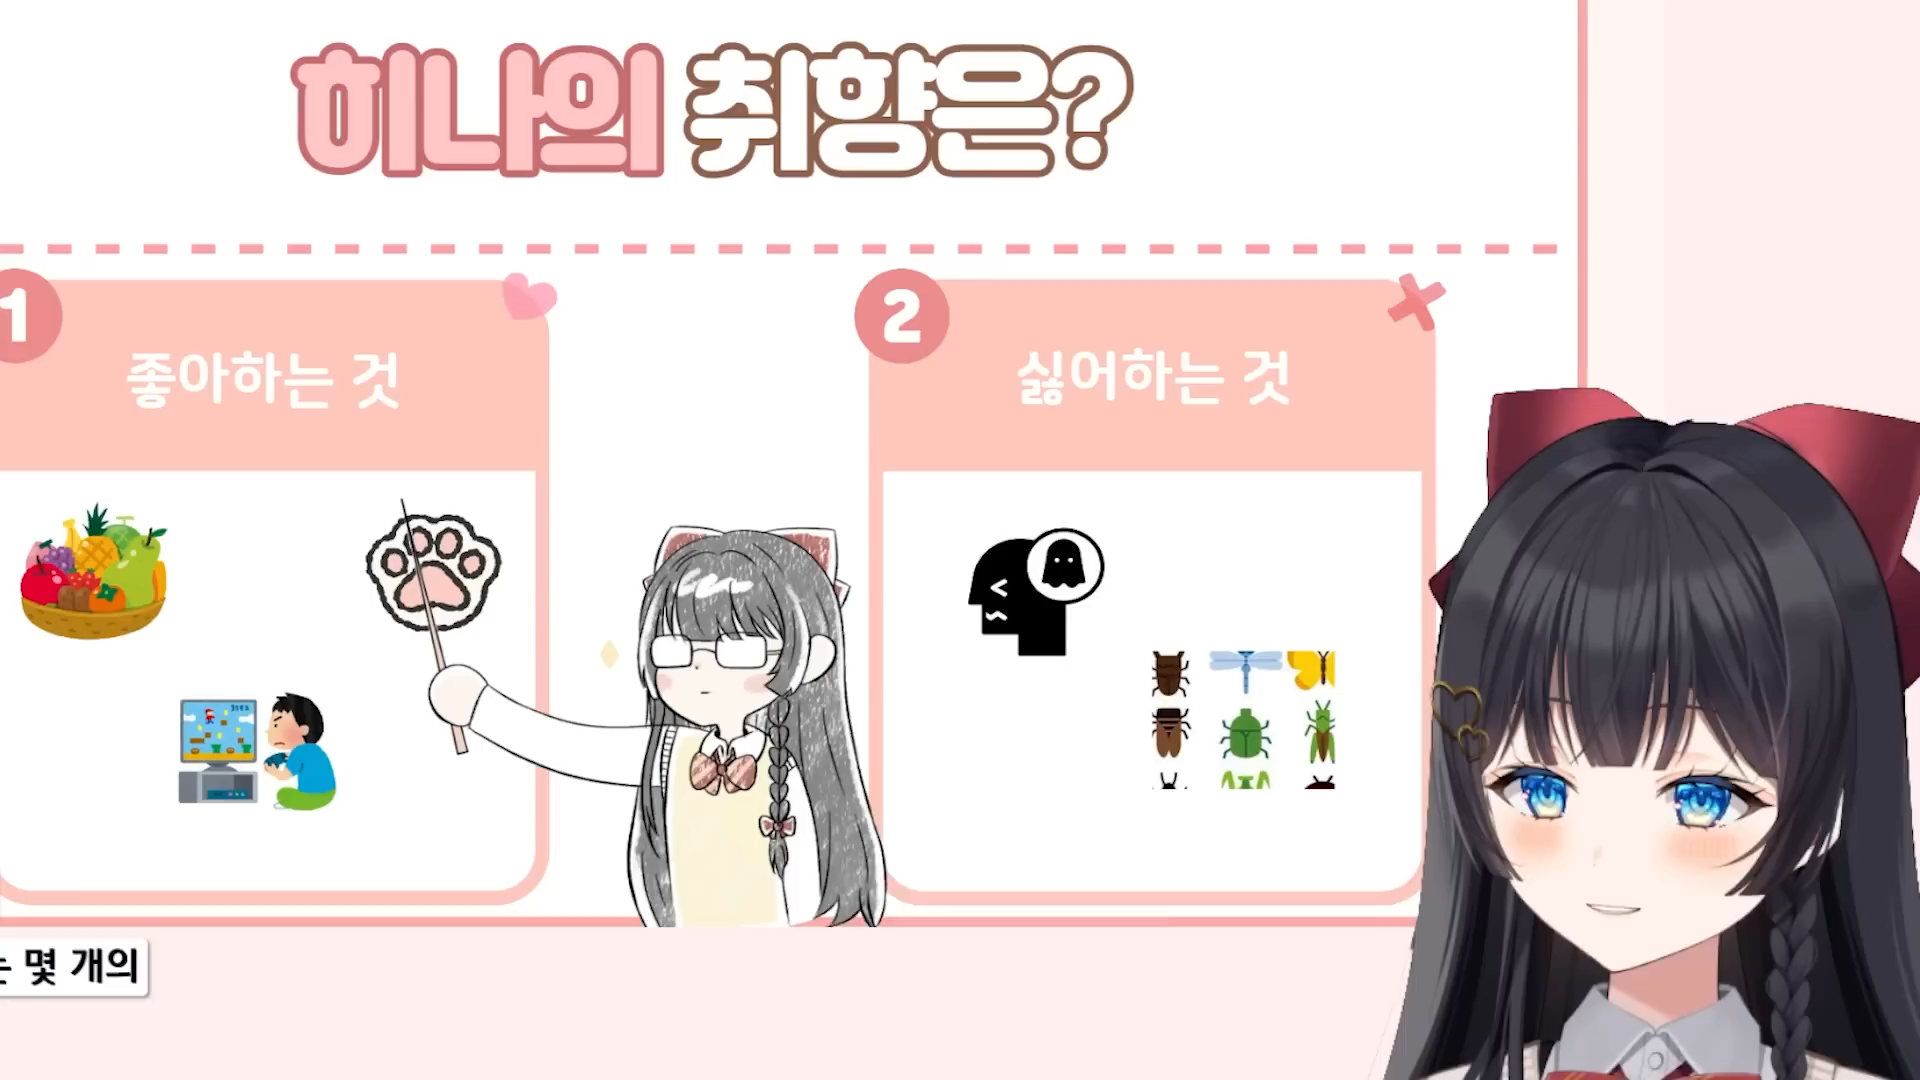 히나의 취향은?
1
좋아하는 것
2
싫어하는 것
몇 개의